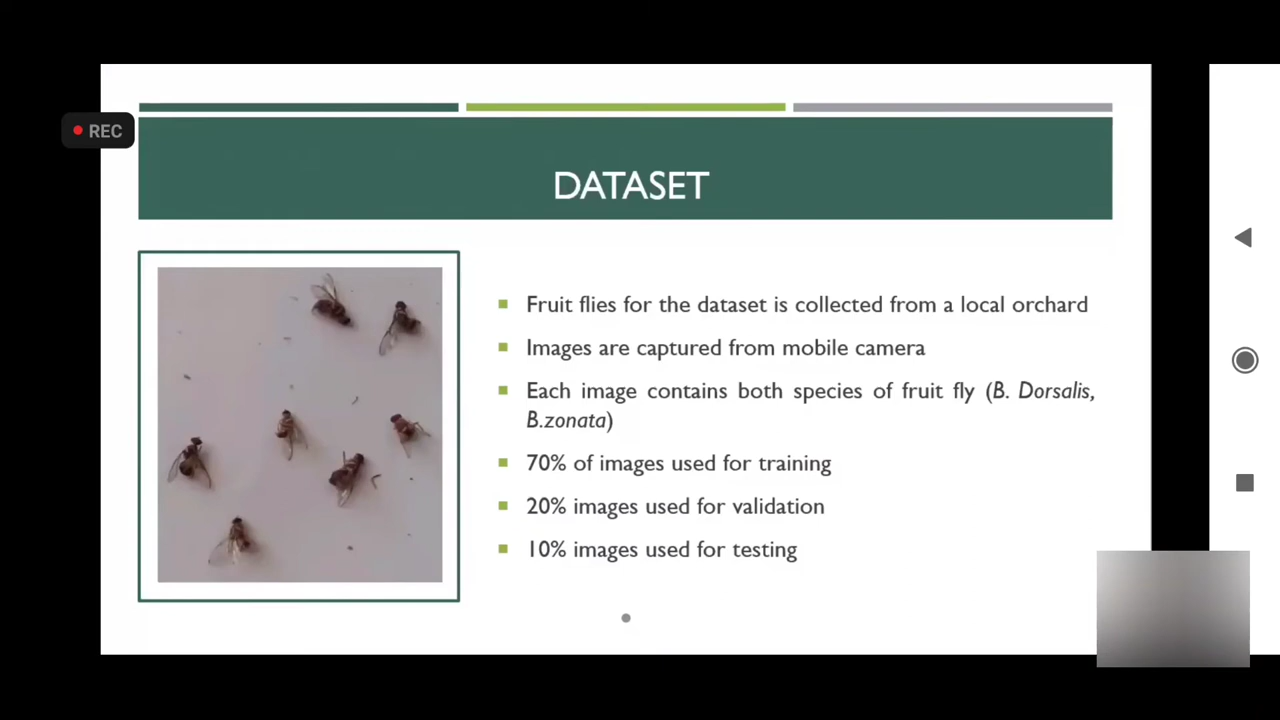 REC
DATASET
Fruit flies for the dataset is collected from a local orchard
Images are captured from mobile camera
Each image contains both species of fruit fly (B. Dorsalis,
B.zonata)
70% of images used for training
20% images used for validation
10% images used for testing